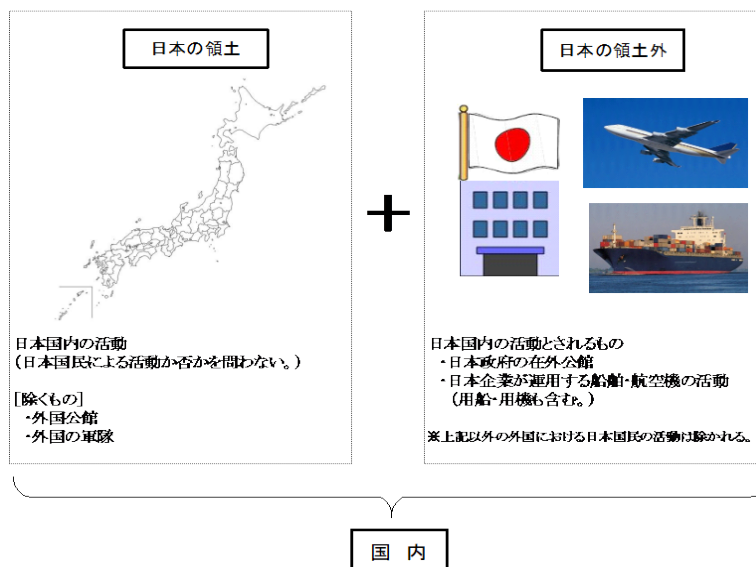 日本の領土
日本国内の活動
(日本国民による活動か否かを問わない。)
[除くもの]
・外国公館
・外国の軍隊
+
日本の領土外
日本国内の活動とされるもの
・日本政府の在外公館
・日本企業が運用する船舶・航空機の活動
(用船・用機も含む。)
※上記以外の外国における日本国民の活動は除かれる。
国 内